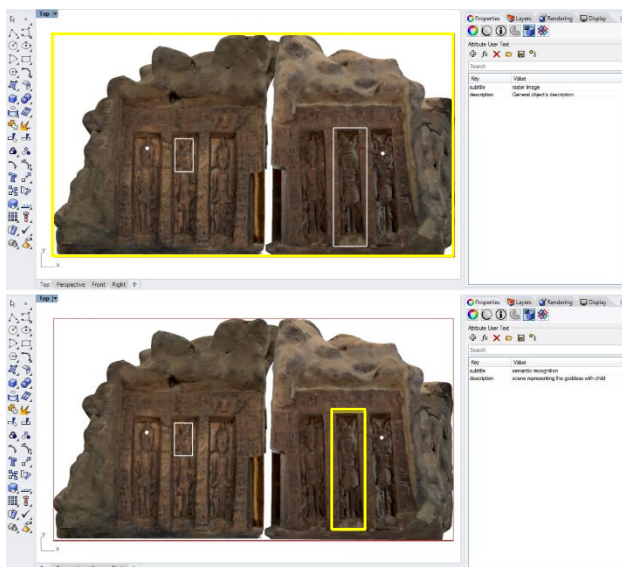 Top
Properties Layers Rendering Display
Attribute User Text
Search
Key Value
subtitle raster image
description General object's description
y
x
Top Perspective Front Right
Top
Properties Layers Rendering Display
Attribute User Text
Search
Key Value
subtitle semantic recognition
description scene representing the goddess with child
y
x